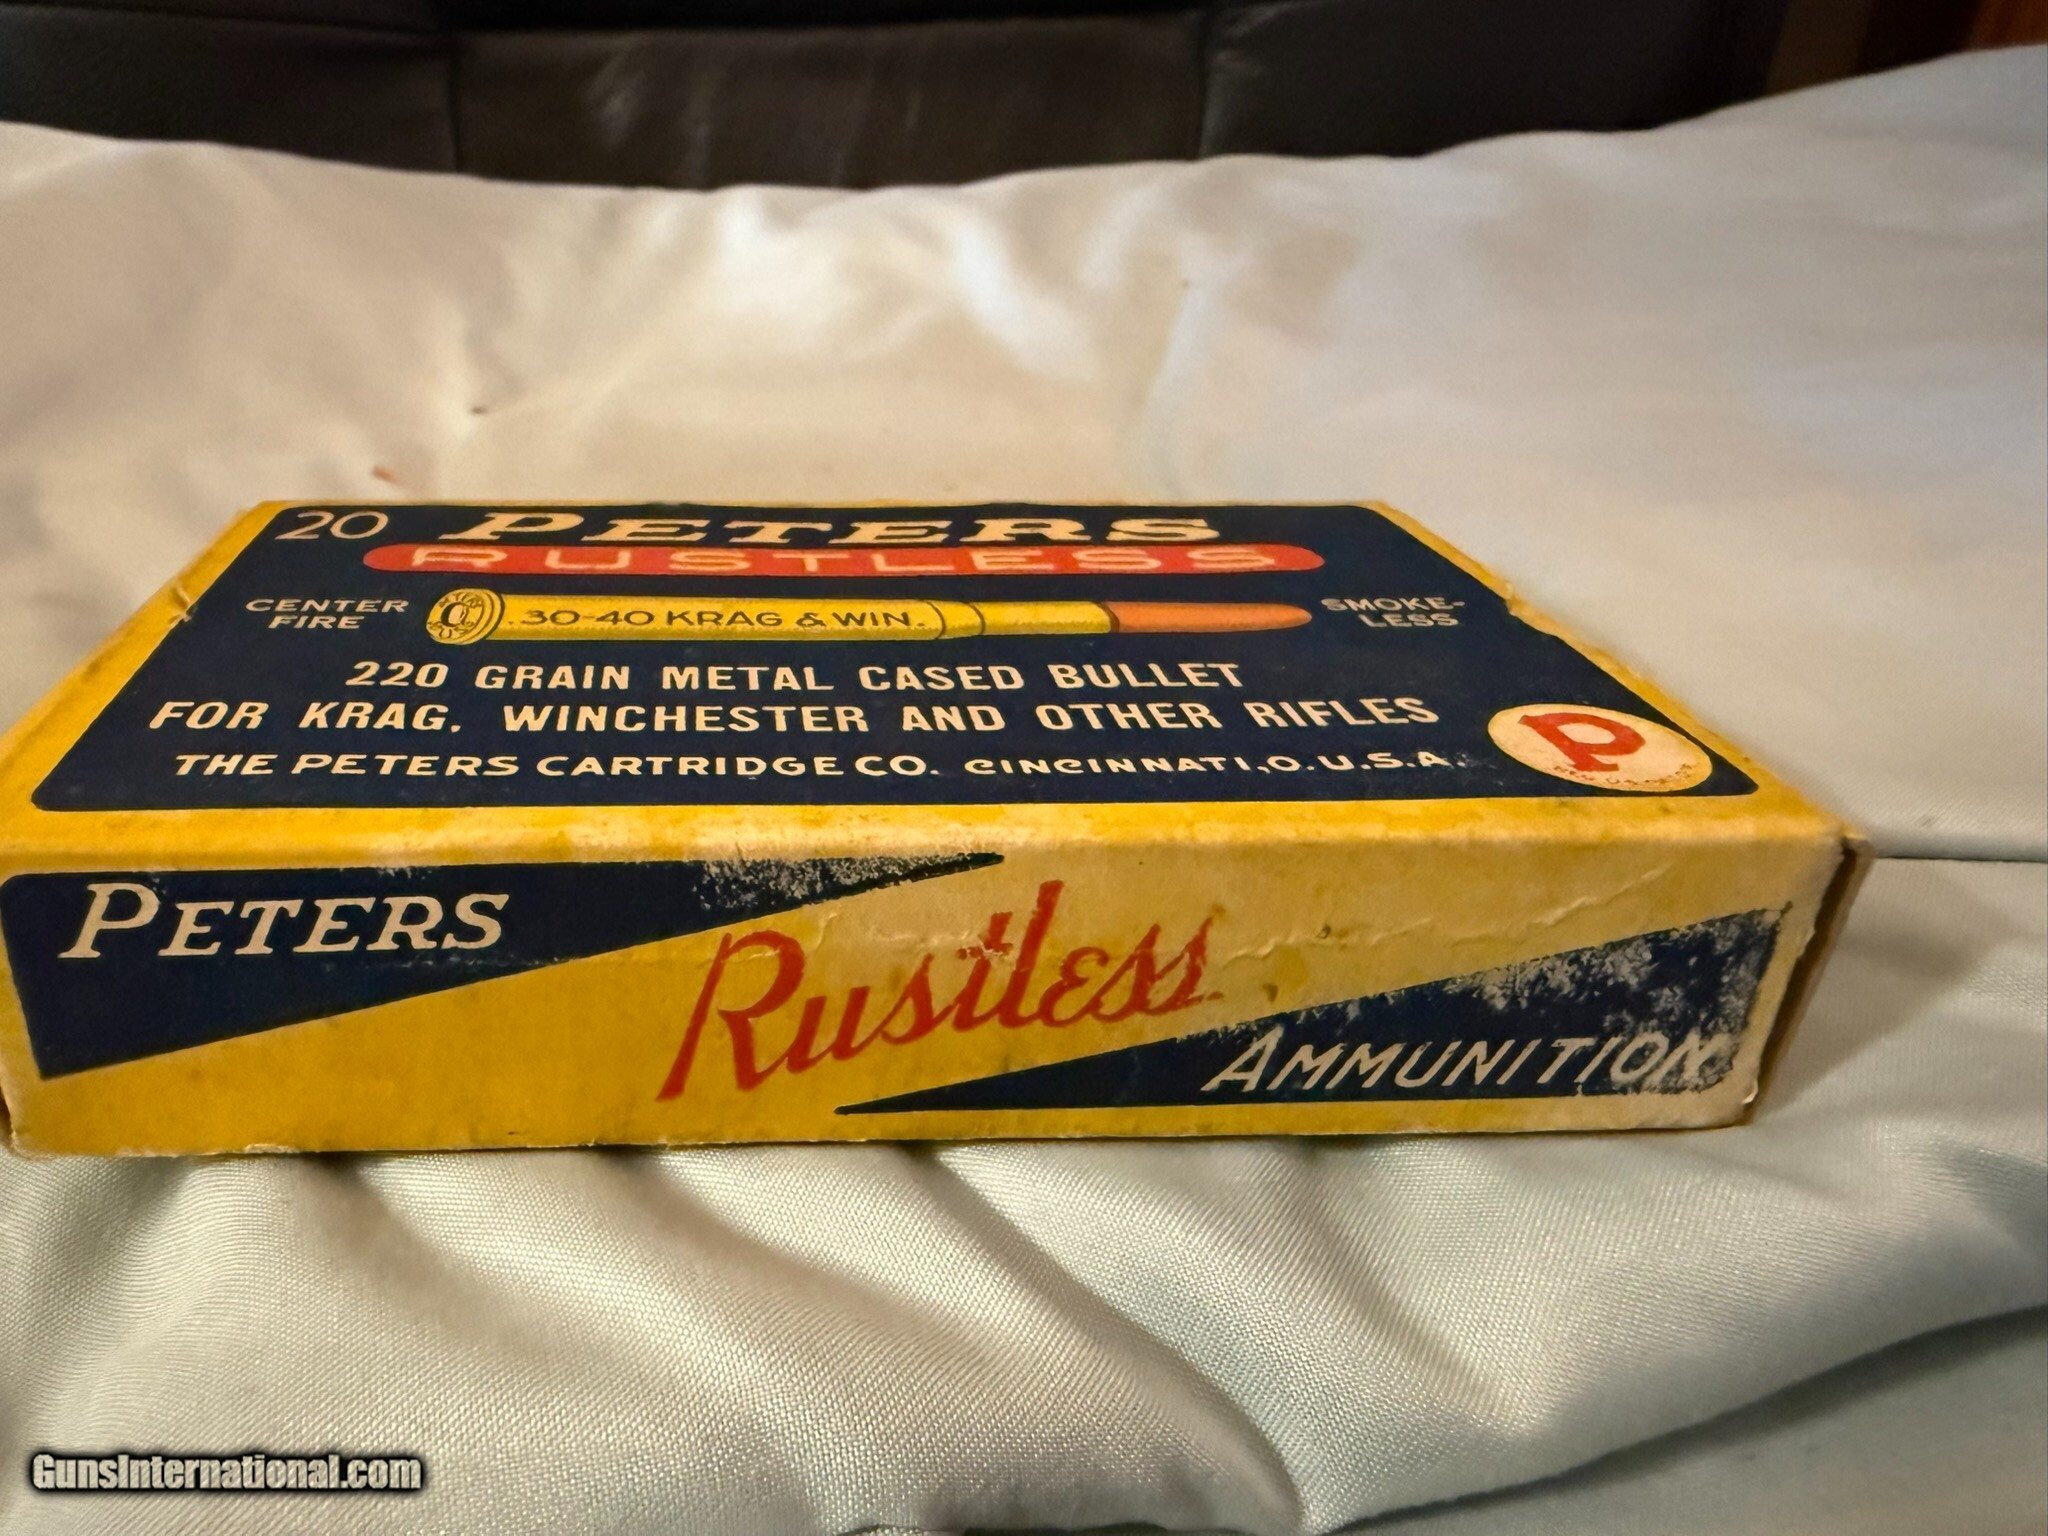 20 PETERS
RUSTLESS
CENTER FIRE
.30-40 KRAG & WIN.
SMOKE-LESS
220 GRAIN METAL CASED BULLET
FOR KRAG, WINCHESTER AND OTHER RIFLES
THE PETERS CARTRIDGE CO. CINCINNATI, O. U.S.A.
P
PETERS
Rustless
AMMUNITION
GunsInternational.com